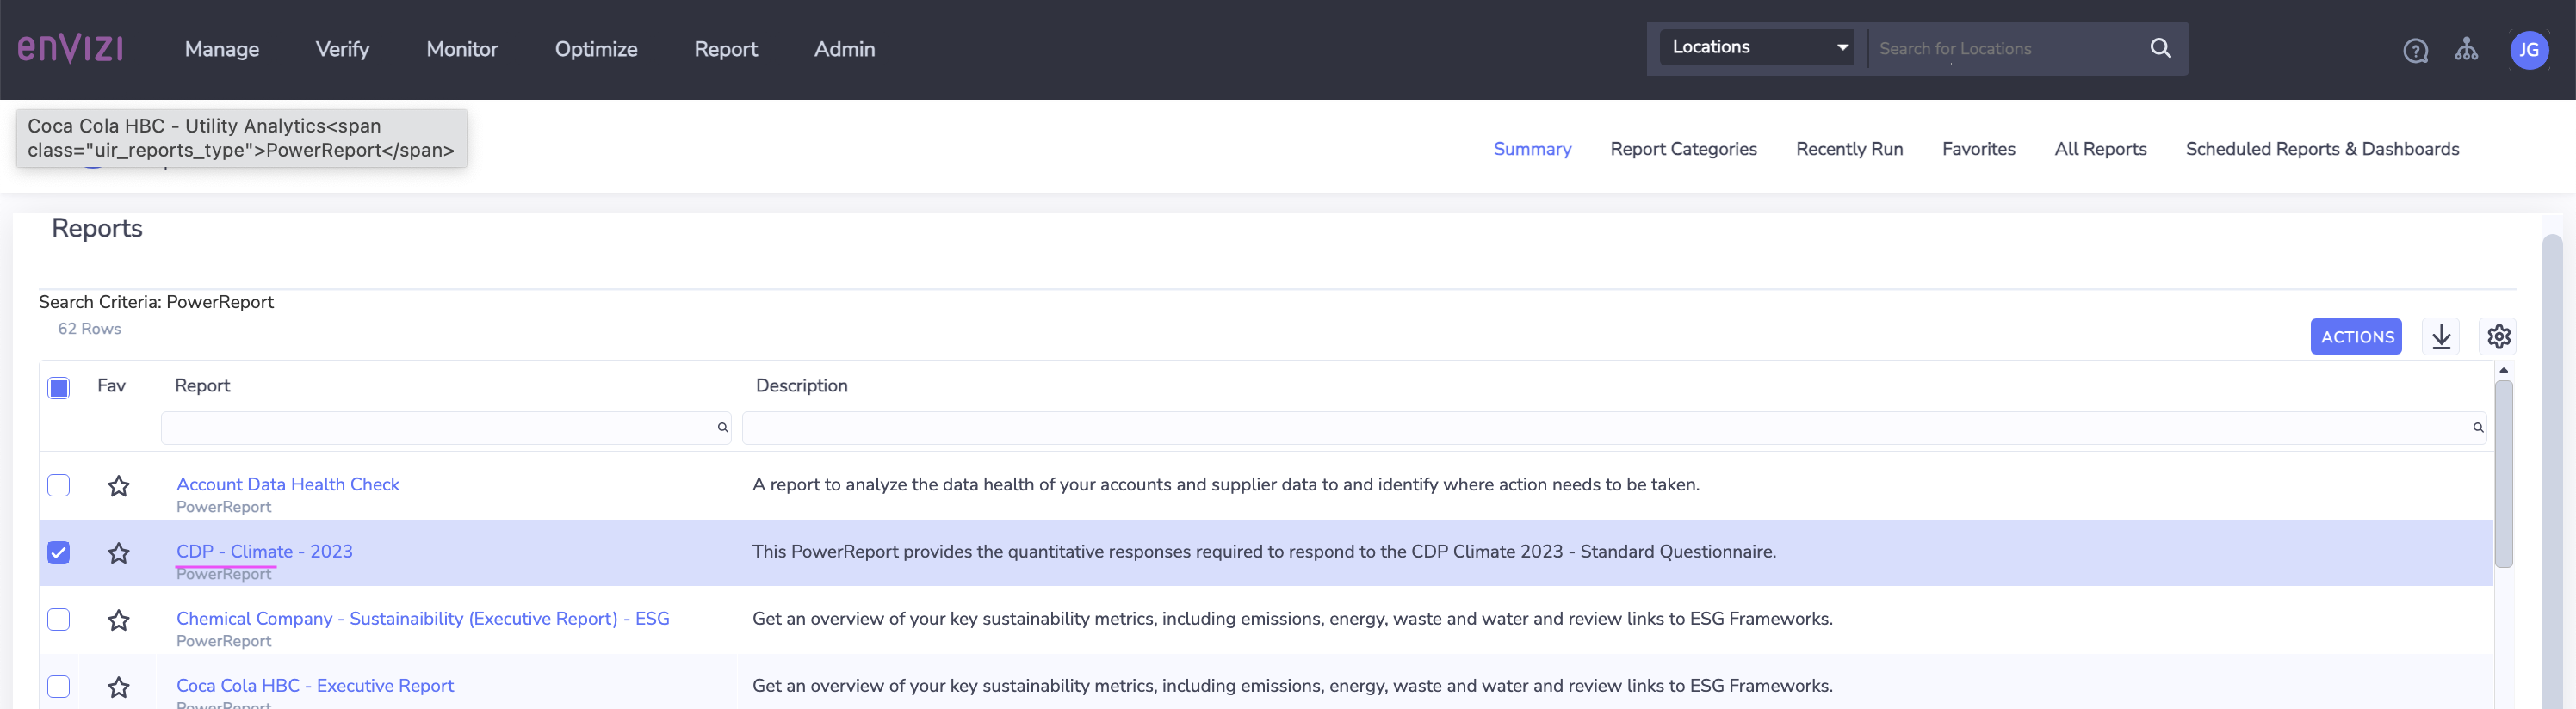 enVIZI
Manage
Verify
Monitor
Optimize
Report
Admin
Locations
Search for Locations
JG
Coca Cola HBC - Utility Analytics<span
class="uir_reports_type">PowerReport</span>
Summary
Report Categories
Recently Run
Favorites
All Reports
Scheduled Reports & Dashboards
Reports
Search Criteria: PowerReport
62 Rows
ACTIONS
Fav
Report
Description
Account Data Health Check
PowerReport
A report to analyze the data health of your accounts and supplier data to and identify where action needs to be taken.
CDP - Climate - 2023
PowerReport
This PowerReport provides the quantitative responses required to respond to the CDP Climate 2023 - Standard Questionnaire.
Chemical Company - Sustainaibility (Executive Report) - ESG
PowerReport
Get an overview of your key sustainability metrics, including emissions, energy, waste and water and review links to ESG Frameworks.
Coca Cola HBC - Executive Report
PowerReport
Get an overview of your key sustainability metrics, including emissions, energy, waste and water and review links to ESG Frameworks.